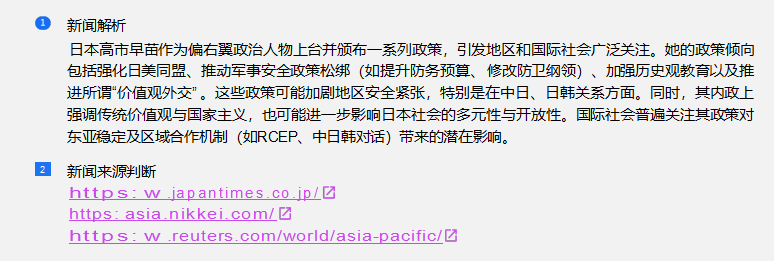 1 新闻解析
日本高市早苗作为偏右翼政治人物上台并颁布一系列政策，引发地区和国际社会广泛关注。她的政策倾向
包括强化日美同盟、推动军事安全政策松绑（如提升防务预算、修改防卫纲领）、加强历史观教育以及推
进所谓“价值观外交”。这些政策可能加剧地区安全紧张，特别是在中日、日韩关系方面。同时，其内政上
强调传统价值观与国家主义，也可能进一步影响日本社会的多元性与开放性。国际社会普遍关注其政策对
东亚稳定及区域合作机制（如RCEP、中日韩对话）带来的潜在影响。
2 新闻来源判断
https: w .japantimes.co.jp/
https: asia.nikkei.com/
https: w .reuters.com/world/asia-pacific/